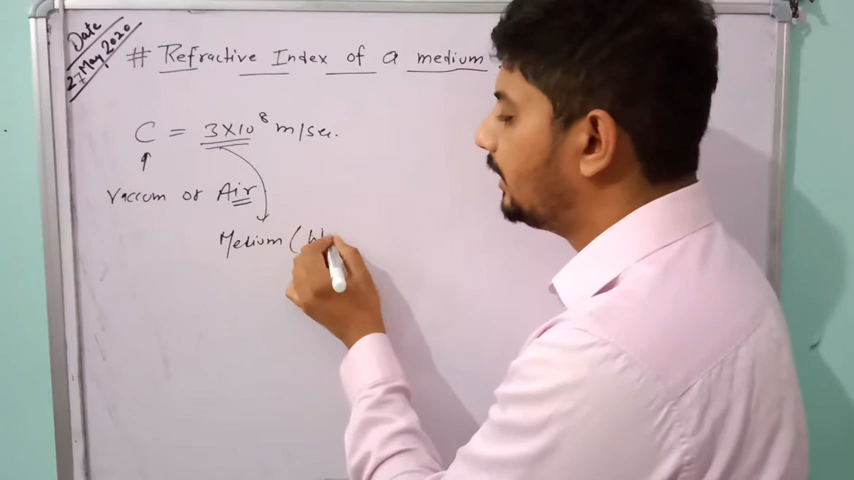 Date
27 May, 2020
# Refractive Index of a medium
C = 3X10⁸ m/sec.
Vaccum or Air
Medium (